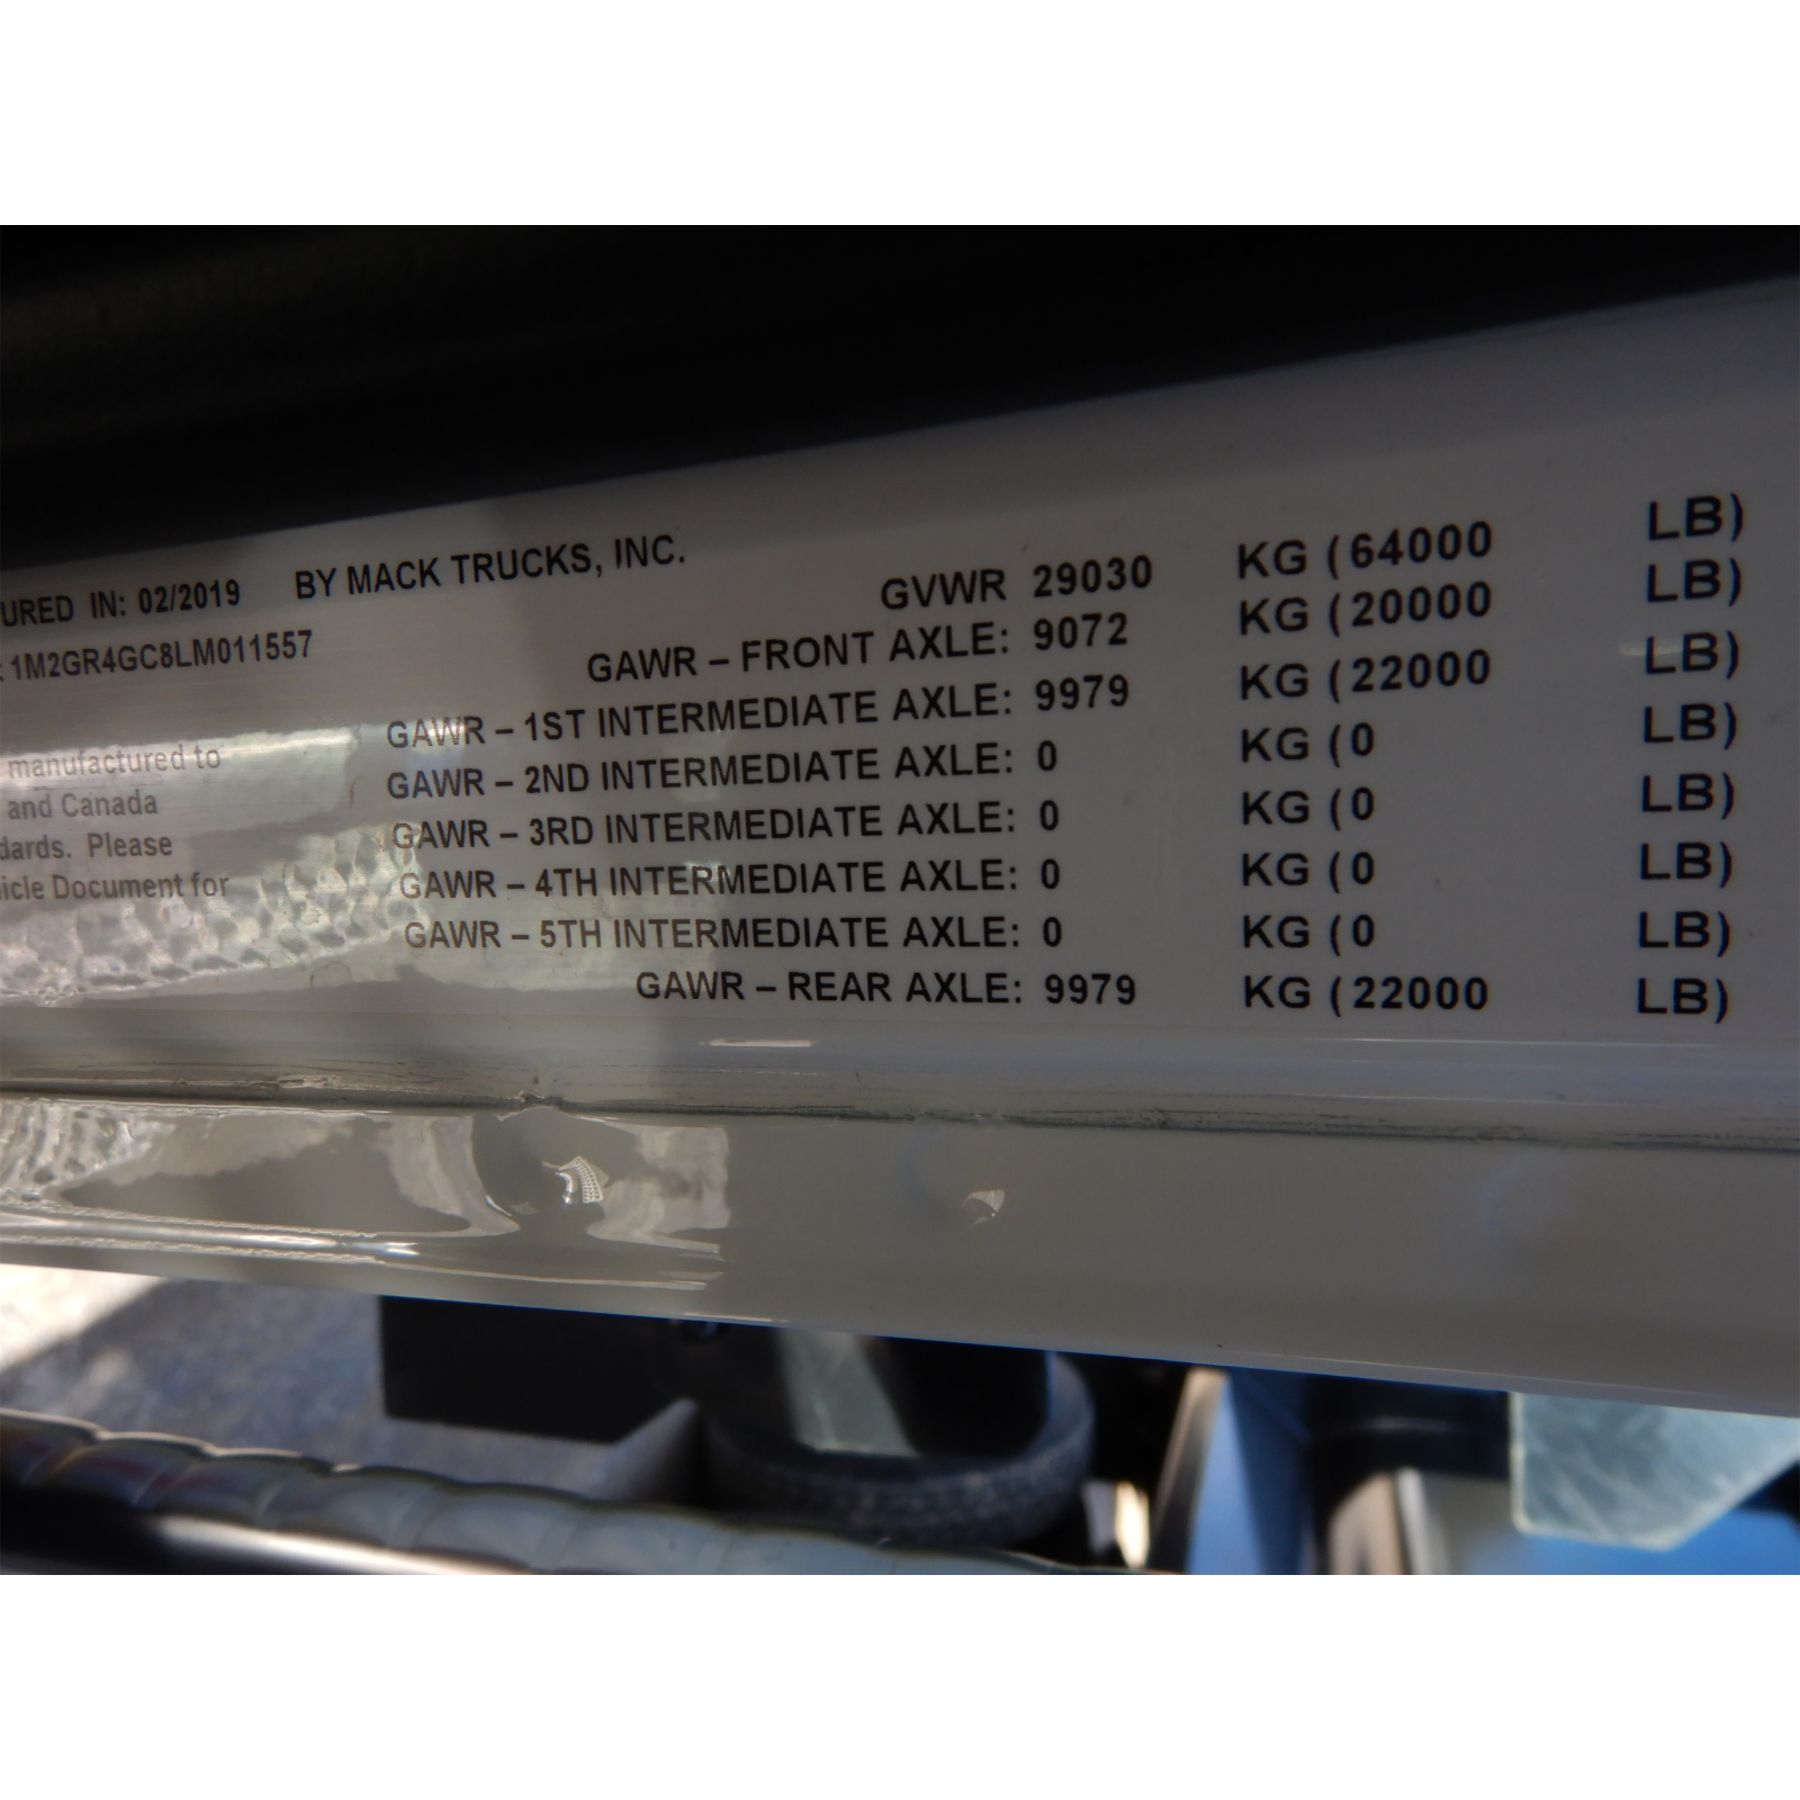 URED IN: 02/2019 BY MACK TRUCKS, INC.
: 1M2GR4GC8LM011557
manufactured to
and Canada
dards. Please
icle Document for
GVWR 29030 KG (64000 LB)
GAWR – FRONT AXLE: 9072 KG (20000 LB)
GAWR – 1ST INTERMEDIATE AXLE: 9979 KG (22000 LB)
GAWR – 2ND INTERMEDIATE AXLE: 0 KG (0 LB)
GAWR – 3RD INTERMEDIATE AXLE: 0 KG (0 LB)
GAWR – 4TH INTERMEDIATE AXLE: 0 KG (0 LB)
GAWR – 5TH INTERMEDIATE AXLE: 0 KG (0 LB)
GAWR – REAR AXLE: 9979 KG (22000 LB)